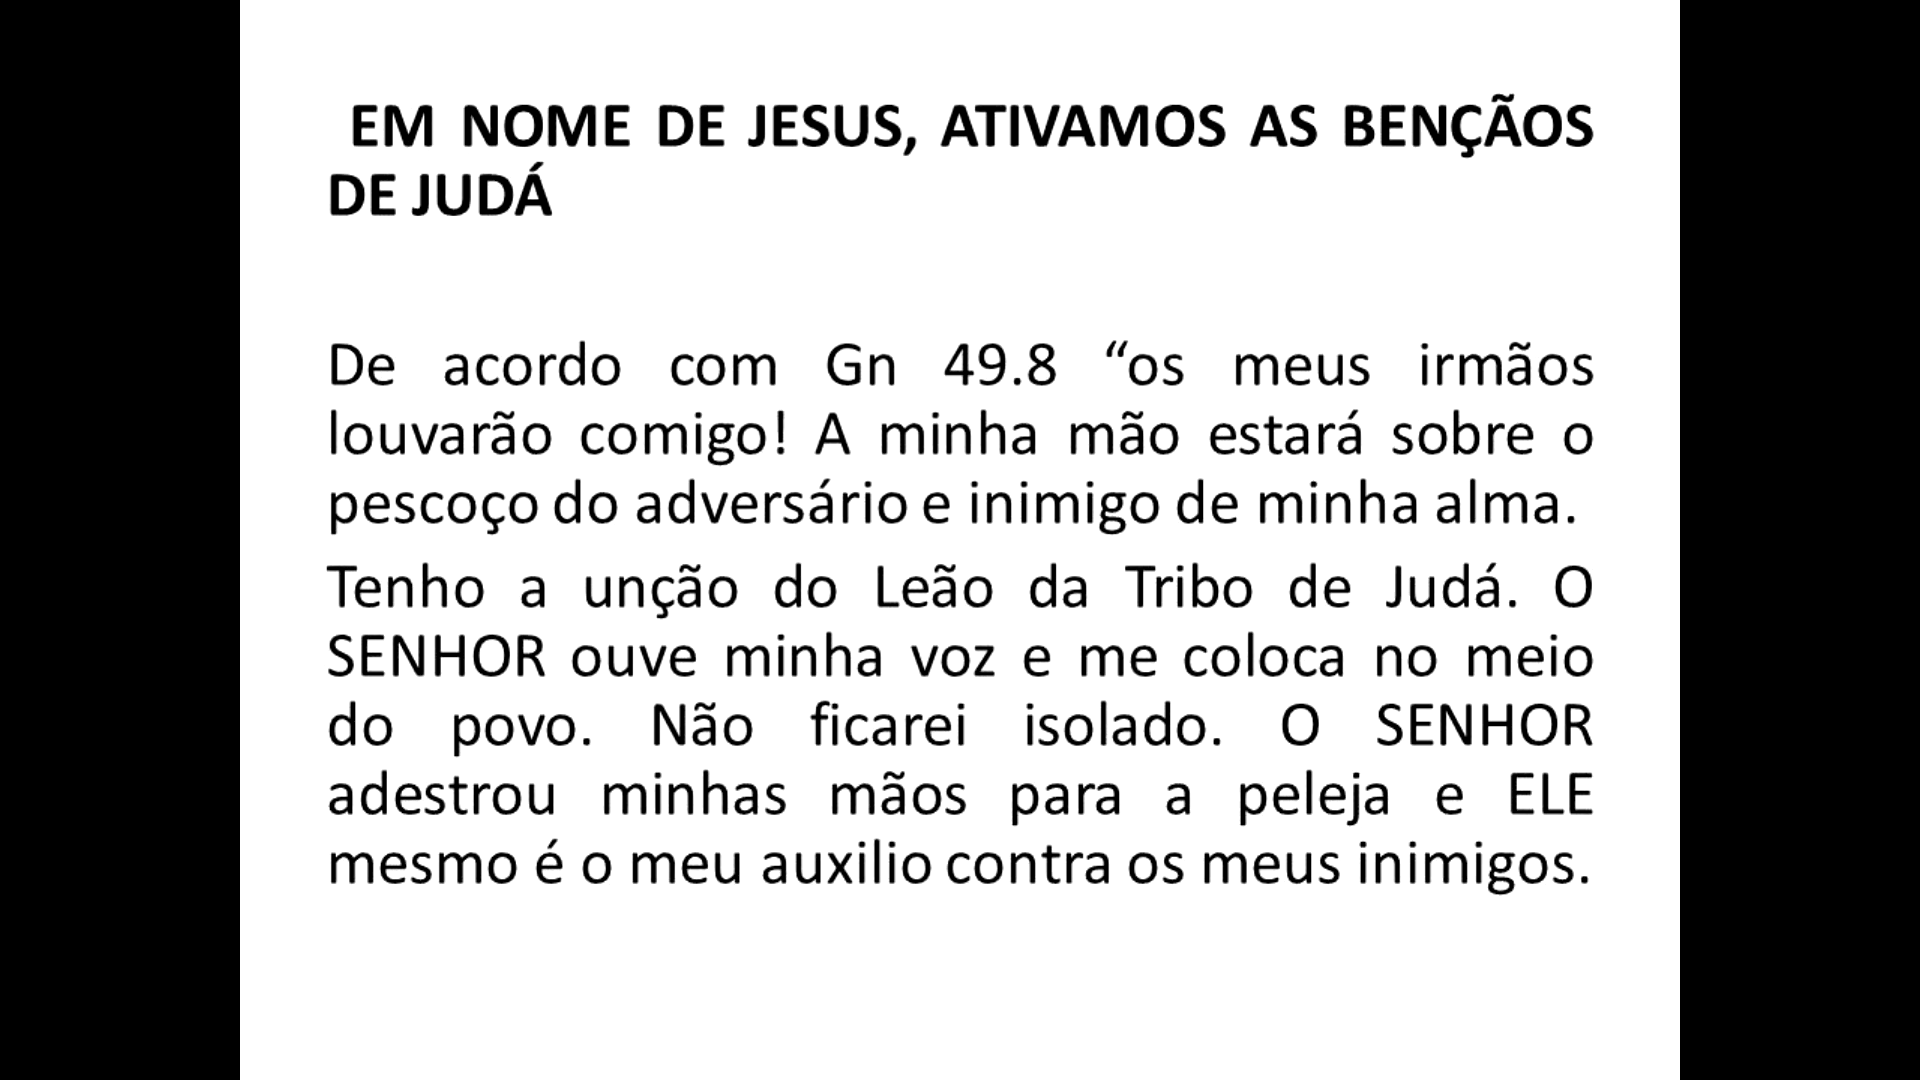 EM NOME DE JESUS, ATIVAMOS AS BENÇÃOS
DE JUDÁ
De acordo com Gn 49.8 “os meus irmãos
louvarão comigo! A minha mão estará sobre o
pescoço do adversário e inimigo de minha alma.
Tenho a unção do Leão da Tribo de Judá. O
SENHOR ouve minha voz e me coloca no meio
do povo. Não ficarei isolado. O SENHOR
adestrou minhas mãos para a peleja e ELE
mesmo é o meu auxilio contra os meus inimigos.